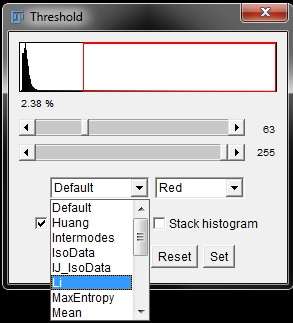 Threshold
2.38 %
63
255
Default Red
Default
Huang
Intermodes
IsoData
IJ_IsoData
Li
MaxEntropy
Mean
Stack histogram
Reset Set